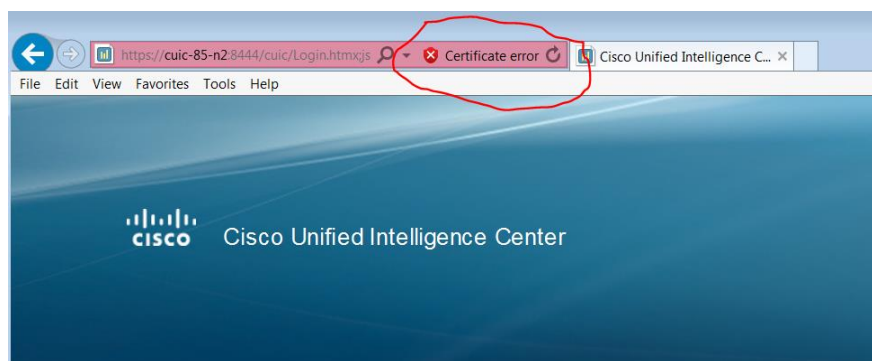 https://cuic-85-n2:8444/cuic/Login.htmx;js Certificate error Cisco Unified Intelligence C...
File Edit View Favorites Tools Help
CISCO Cisco Unified Intelligence Center